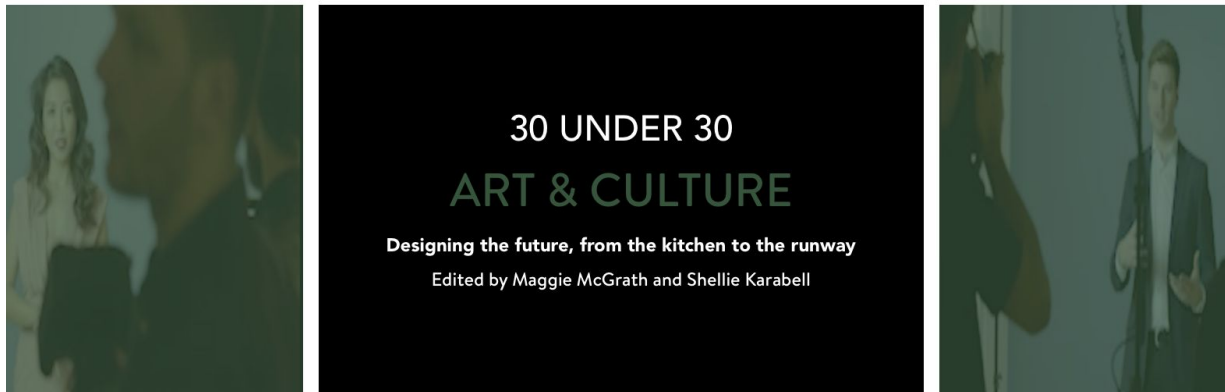 30 UNDER 30
ART & CULTURE
Designing the future, from the kitchen to the runway
Edited by Maggie McGrath and Shellie Karabell